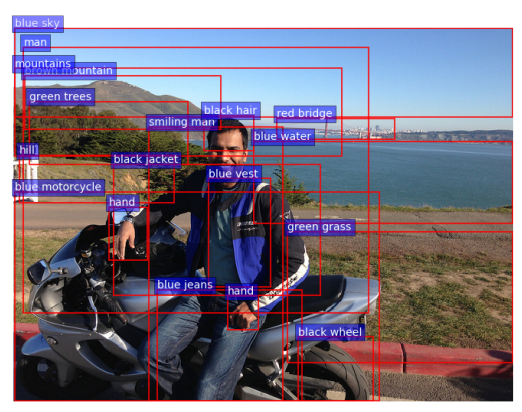 blue sky
man
mountains
brown mountain
green trees
black hair
red bridge
smiling man
blue water
hill]
black jacket
blue vest
blue motorcycle
hand
green grass
blue jeans
hand
black wheel